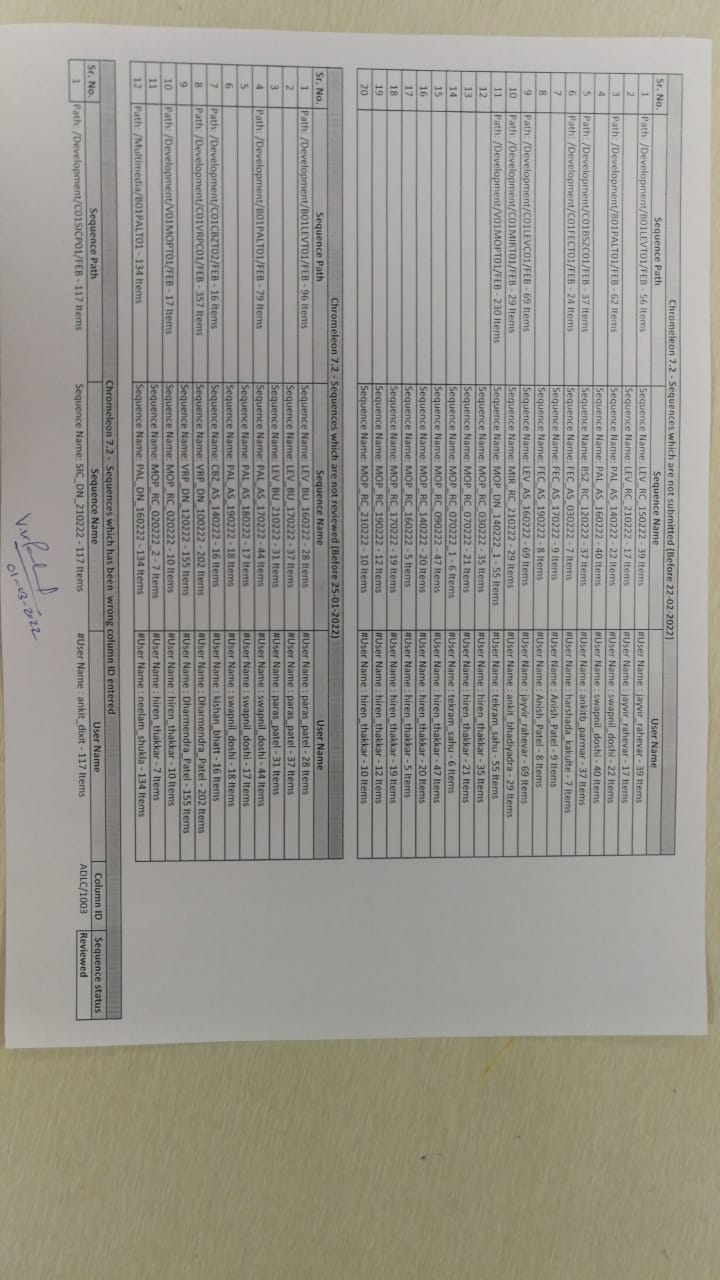 Chromeleon 7.2 - Sequences which are not submitted (Before 22-02-2022)
Sr. No. Sequence Path Sequence Name User Name
1 Path: /Development/B01LEVT01/FEB - 56 Items Sequence Name: LEV_RC_150222 - 39 Items #User Name : jayvir_rahevar - 39 Items
2 Sequence Name: LEV_RC_210222 - 17 Items #User Name : jayvir_rahevar - 17 Items
3 Path: /Development/B01PALT01/FEB - 62 Items Sequence Name: PAL_AS_140222 - 22 Items #User Name : swapnil_doshi - 22 Items
4 Sequence Name: PAL_AS_160222 - 40 Items #User Name : swapnil_doshi - 40 Items
5 Path: /Development/C01BSZC01/FEB - 37 Items Sequence Name: BSZ_RC_120222 - 37 Items #User Name : ankitb_parmar - 37 Items
6 Path: /Development/C01FECT01/FEB - 24 Items Sequence Name: FEC_AS_030222 - 7 Items #User Name : harshada_kakulte - 7 Items
7 Sequence Name: FEC_AS_170222 - 9 Items #User Name : Anish_Patel - 9 Items
8 Sequence Name: FEC_AS_190222 - 8 Items #User Name : Anish_Patel - 8 Items
9 Path: /Development/C01LEVC01/FEB - 69 Items Sequence Name: LEV_AS_160222 - 69 Items #User Name : jayvir_rahevar - 69 Items
10 Path: /Development/C01MIRT01/FEB - 29 Items Sequence Name: MIR_RC_210222 - 29 Items #User Name : ankit_bhadiyadra - 29 Items
11 Path: /Development/V01MOPT01/FEB - 230 Items Sequence Name: MOP_DN_140222_1 - 55 Items #User Name : tekram_sahu - 55 Items
12 Sequence Name: MOP_RC_030222 - 35 Items #User Name : hiren_thakkar - 35 Items
13 Sequence Name: MOP_RC_070222 - 21 Items #User Name : hiren_thakkar - 21 Items
14 Sequence Name: MOP_RC_070222_1 - 6 Items #User Name : tekram_sahu - 6 Items
15 Sequence Name: MOP_RC_090222 - 47 Items #User Name : hiren_thakkar - 47 Items
16 Sequence Name: MOP_RC_140222 - 20 Items #User Name : hiren_thakkar - 20 Items
17 Sequence Name: MOP_RC_160222 - 5 Items #User Name : hiren_thakkar - 5 Items
18 Sequence Name: MOP_RC_170222 - 19 Items #User Name : hiren_thakkar - 19 Items
19 Sequence Name: MOP_RC_190222 - 12 Items #User Name : hiren_thakkar - 12 Items
20 Sequence Name: MOP_RC_210222 - 10 Items #User Name : hiren_thakkar - 10 Items
Chromeleon 7.2 - Sequences which are not reviewed (Before 25-01-2022)
Sr. No. Sequence Path Sequence Name User Name
1 Path: /Development/B01LEVT01/FEB - 96 Items Sequence Name: LEV_BU_160222 - 28 Items #User Name : paras_patel - 28 Items
2 Sequence Name: LEV_BU_170222 - 37 Items #User Name : paras_patel - 37 Items
3 Sequence Name: LEV_BU_210222 - 31 Items #User Name : paras_patel - 31 Items
4 Path: /Development/B01PALT01/FEB - 79 Items Sequence Name: PAL_AS_170222 - 44 Items #User Name : swapnil_doshi - 44 Items
5 Sequence Name: PAL_AS_180222 - 17 Items #User Name : swapnil_doshi - 17 Items
6 Sequence Name: PAL_AS_190222 - 18 Items #User Name : swapnil_doshi - 18 Items
7 Path: /Development/C01CBZT02/FEB - 16 Items Sequence Name: CBZ_AS_140222 - 16 Items #User Name : kishan_bhatt - 16 Items
8 Path: /Development/C01VRPC01/FEB - 357 Items Sequence Name: VRP_DN_100222 - 202 Items #User Name : Dharmendra_Patel - 202 Items
9 Sequence Name: VRP_DN_120222 - 155 Items #User Name : Dharmendra_Patel - 155 Items
10 Path: /Development/V01MOPT01/FEB - 17 Items Sequence Name: MOP_RC_020222 - 10 Items #User Name : hiren_thakkar - 10 Items
11 Sequence Name: MOP_RC_020222_2 - 7 Items #User Name : hiren_thakkar - 7 Items
12 Path: /Multimedia/B01PALT01 - 134 Items Sequence Name: PAL_DN_160222 - 134 Items #User Name : neelam_shukla - 134 Items
Chromeleon 7.2 - Sequences which has been wrong column ID entered
Sr. No. Sequence Path Sequence Name User Name Column ID Sequence status
1 Path: /Development/C01SICP01/FEB - 117 Items Sequence Name: SIC_DN_210222 - 117 Items #User Name : ankit_dixit - 117 Items ADLC/1003 Reviewed
01-03-2022